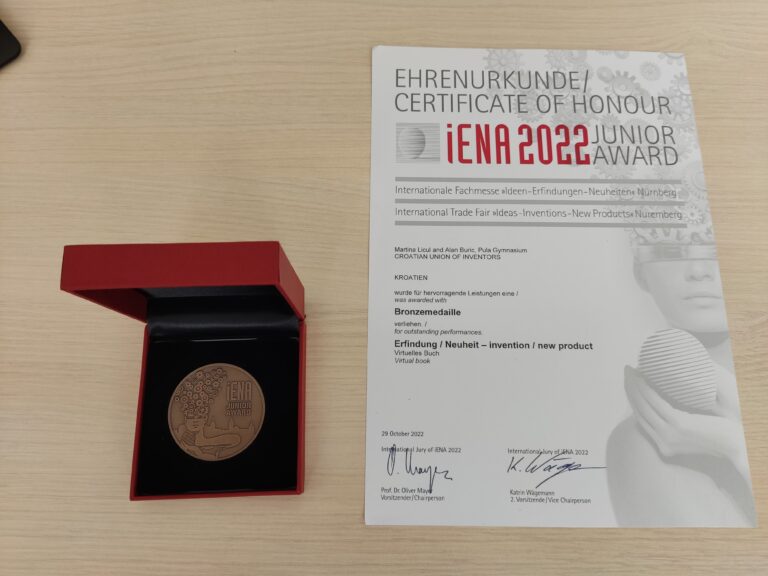 EHRENURKUNDE/
CERTIFICATE OF HONOUR
iENA 2022 JUNIOR AWARD
Internationale Fachmesse »Ideen-Erfindungen-Neuheiten« Nürnberg
International Trade Fair »Ideas-Inventions-New Products« Nuremberg
Martina Licul and Alan Buric, Pula Gymnasium
CROATIAN UNION OF INVENTORS
KROATIEN
wurde für hervorragende Leistungen eine /
was awarded with
Bronzemedaille
verliehen /
for outstanding performances.
Erfindung / Neuheit – invention / new product
Virtuelles Buch
Virtual book
29 October 2022
International Jury of iENA 2022
International Jury of iENA 2022
Prof. Dr. Oliver Mayer
Vorsitzender/Chairperson
Katrin Wägemann
2. Vorsitzende/Vice Chairperson
iENA
JUNIOR
AWARD